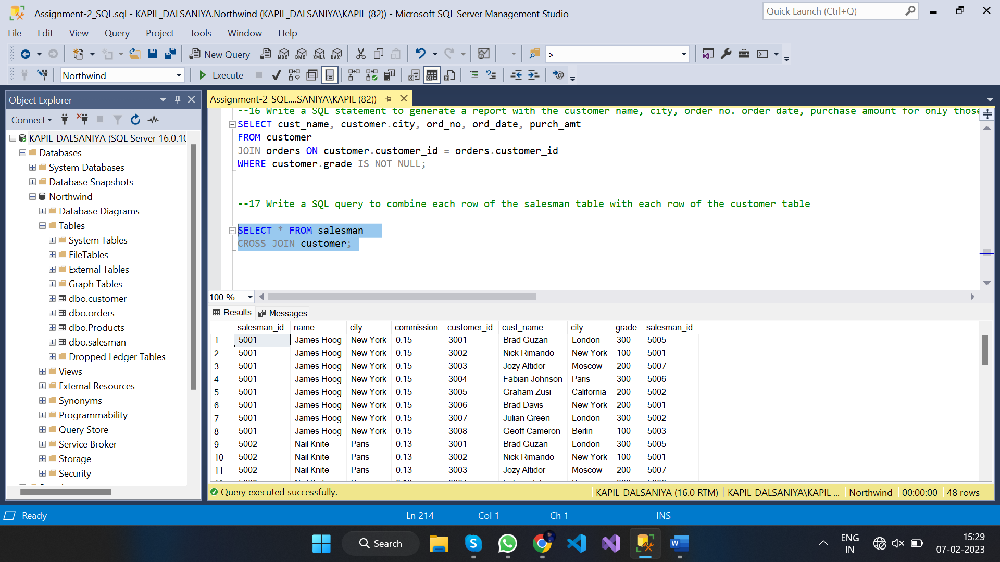 Assignment-2_SQL.sql - KAPIL_DALSANIYA.Northwind (KAPIL_DALSANIYA\KAPIL (82)) - Microsoft SQL Server Management Studio
Quick Launch (Ctrl+Q)
File Edit View Query Project Tools Window Help
New Query MDX DMX XMLA DAX >
Northwind Execute
Object Explorer
Connect
KAPIL_DALSANIYA (SQL Server 16.0.10
Databases
System Databases
Database Snapshots
Northwind
Database Diagrams
Tables
System Tables
FileTables
External Tables
Graph Tables
dbo.customer
dbo.orders
dbo.Products
dbo.salesman
Dropped Ledger Tables
Views
External Resources
Synonyms
Programmability
Query Store
Service Broker
Storage
Security
Assignment-2_SQL....SANIYA\KAPIL (82))
--16 Write a SQL statement to generate a report with the customer name, city, order no. order date, purchase amount for only those
SELECT cust_name, customer.city, ord_no, ord_date, purch_amt
FROM customer
JOIN orders ON customer.customer_id = orders.customer_id
WHERE customer.grade IS NOT NULL;
--17 Write a SQL query to combine each row of the salesman table with each row of the customer table
SELECT * FROM salesman
CROSS JOIN customer;
100 %
Results Messages
salesman_id name city commission customer_id cust_name city grade salesman_id
1 5001 James Hoog New York 0.15 3001 Brad Guzan London 300 5005
2 5001 James Hoog New York 0.15 3002 Nick Rimando New York 100 5001
3 5001 James Hoog New York 0.15 3003 Jozy Altidor Moscow 200 5007
4 5001 James Hoog New York 0.15 3004 Fabian Johnson Paris 300 5006
5 5001 James Hoog New York 0.15 3005 Graham Zusi California 200 5002
6 5001 James Hoog New York 0.15 3006 Brad Davis New York 200 5001
7 5001 James Hoog New York 0.15 3007 Julian Green London 300 5002
8 5001 James Hoog New York 0.15 3008 Geoff Cameron Berlin 100 5003
9 5002 Nail Knite Paris 0.13 3001 Brad Guzan London 300 5005
10 5002 Nail Knite Paris 0.13 3002 Nick Rimando New York 100 5001
11 5002 Nail Knite Paris 0.13 3003 Jozy Altidor Moscow 200 5007
Query executed successfully. KAPIL_DALSANIYA (16.0 RTM) KAPIL_DALSANIYA\KAPIL ... Northwind 00:00:00 48 rows
Ready Ln 214 Col 1 Ch 1 INS
Search
ENG
IN
15:29
07-02-2023